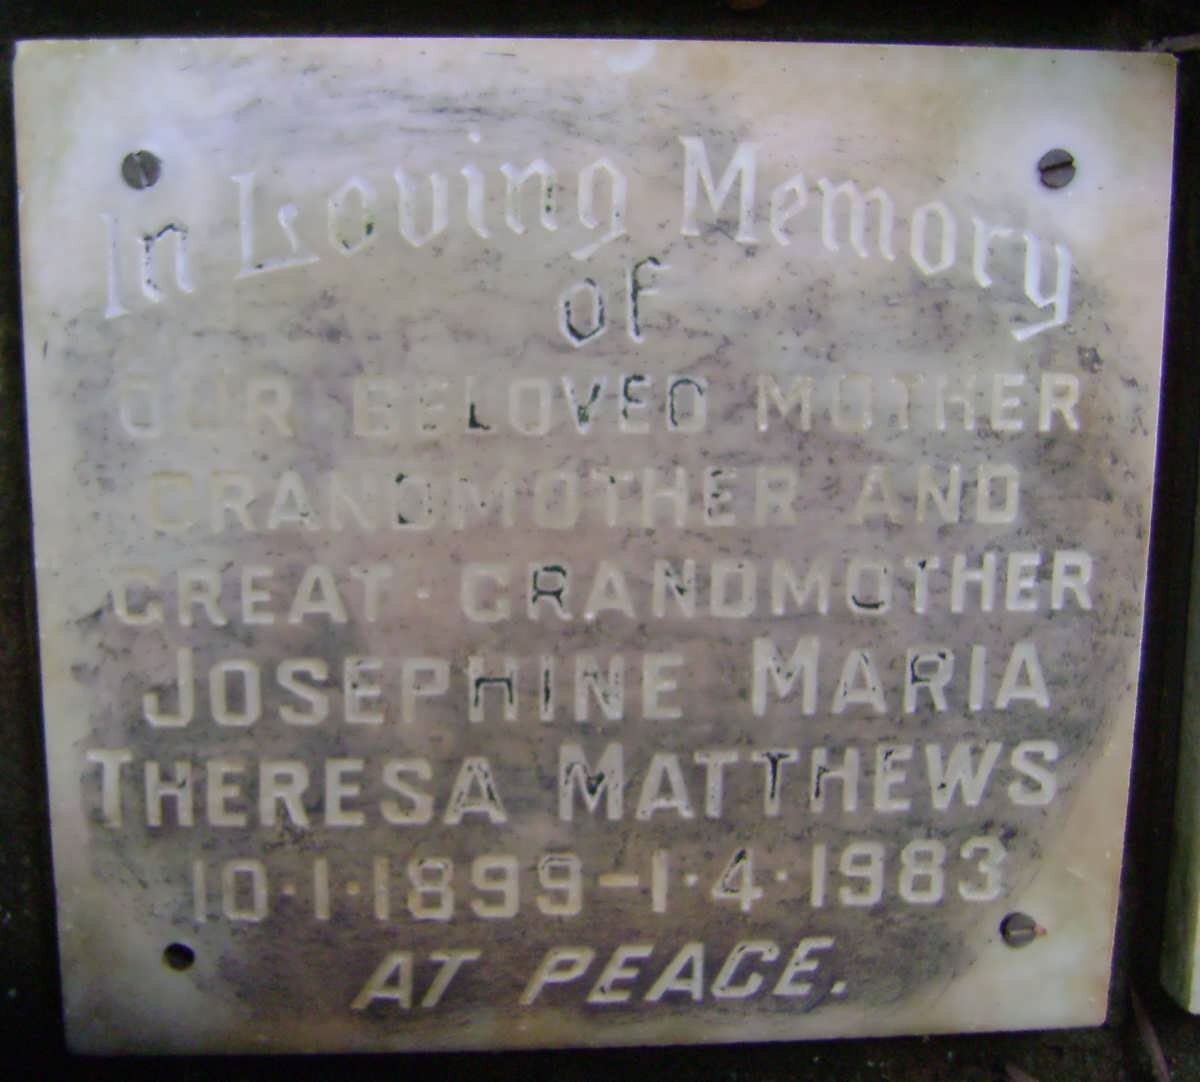 In Loving Memory
of
OUR BELOVED MOTHER
GRANDMOTHER AND
GREAT-GRANDMOTHER
JOSEPHINE MARIA
THERESA MATTHEWS
10·1·1899-1·4·1983
AT PEACE.